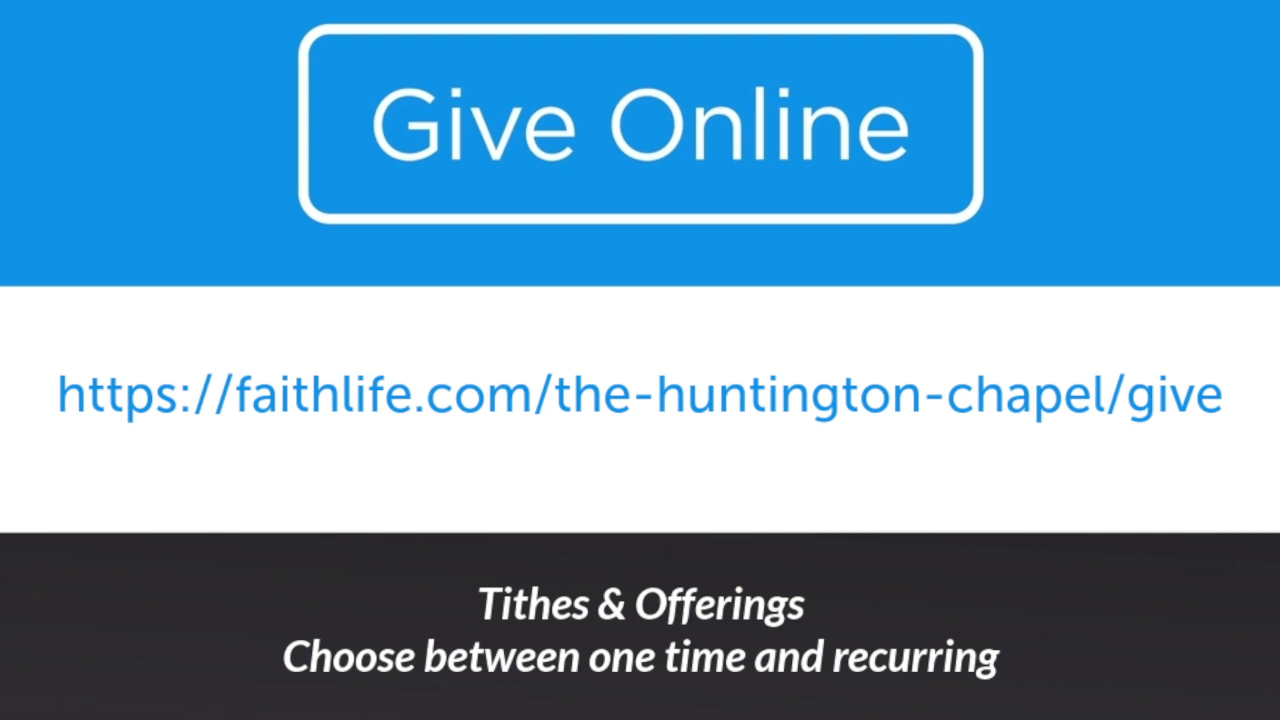 Give Online
https://faithlife.com/the-huntington-chapel/give
Tithes & Offerings
Choose between one time and recurring